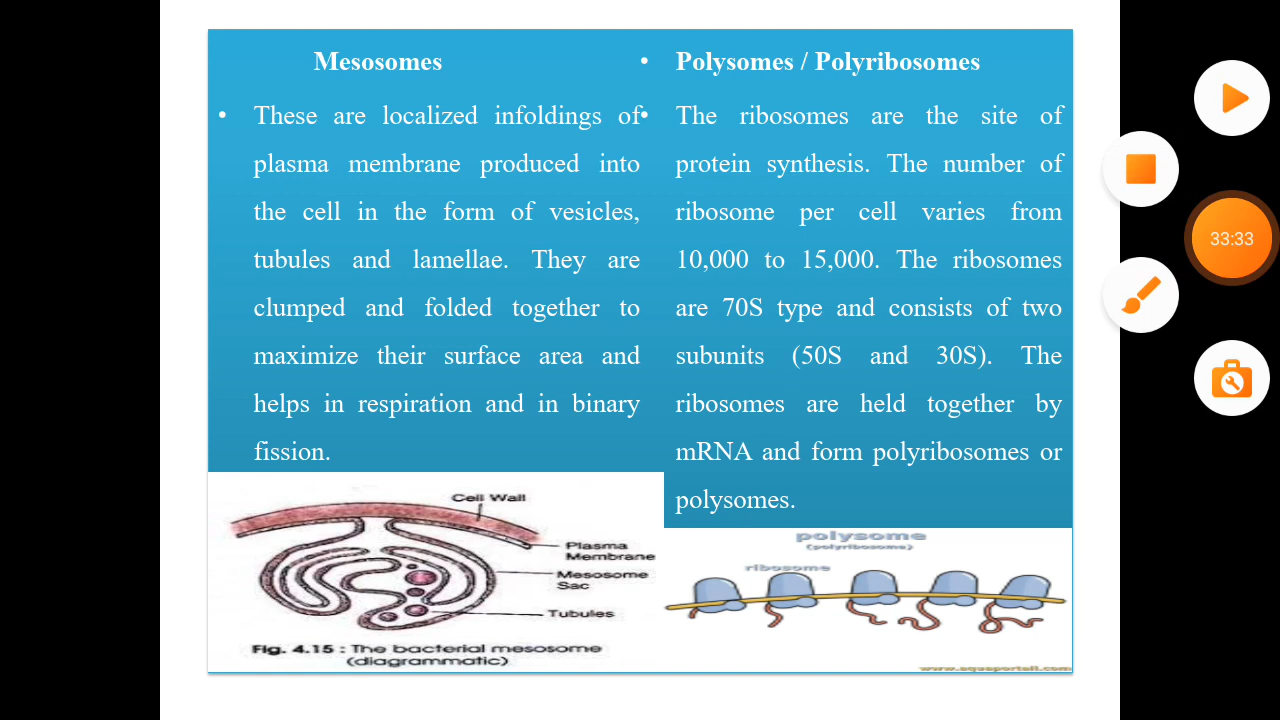 Mesosomes
• These are localized infoldings of
plasma membrane produced into
the cell in the form of vesicles,
tubules and lamellae. They are
clumped and folded together to
maximize their surface area and
helps in respiration and in binary
fission.
Cell Wall
Plasma
Membrane
Mesosome
Sac
Tubules
Fig. 4.15 : The bacterial mesosome
(diagrammatic)
• Polysomes / Polyribosomes
• The ribosomes are the site of
protein synthesis. The number of
ribosome per cell varies from
10,000 to 15,000. The ribosomes
are 70S type and consists of two
subunits (50S and 30S). The
ribosomes are held together by
mRNA and form polyribosomes or
polysomes.
polysome
(polyribosome)
ribosome
www.aquaportail.com
33:33